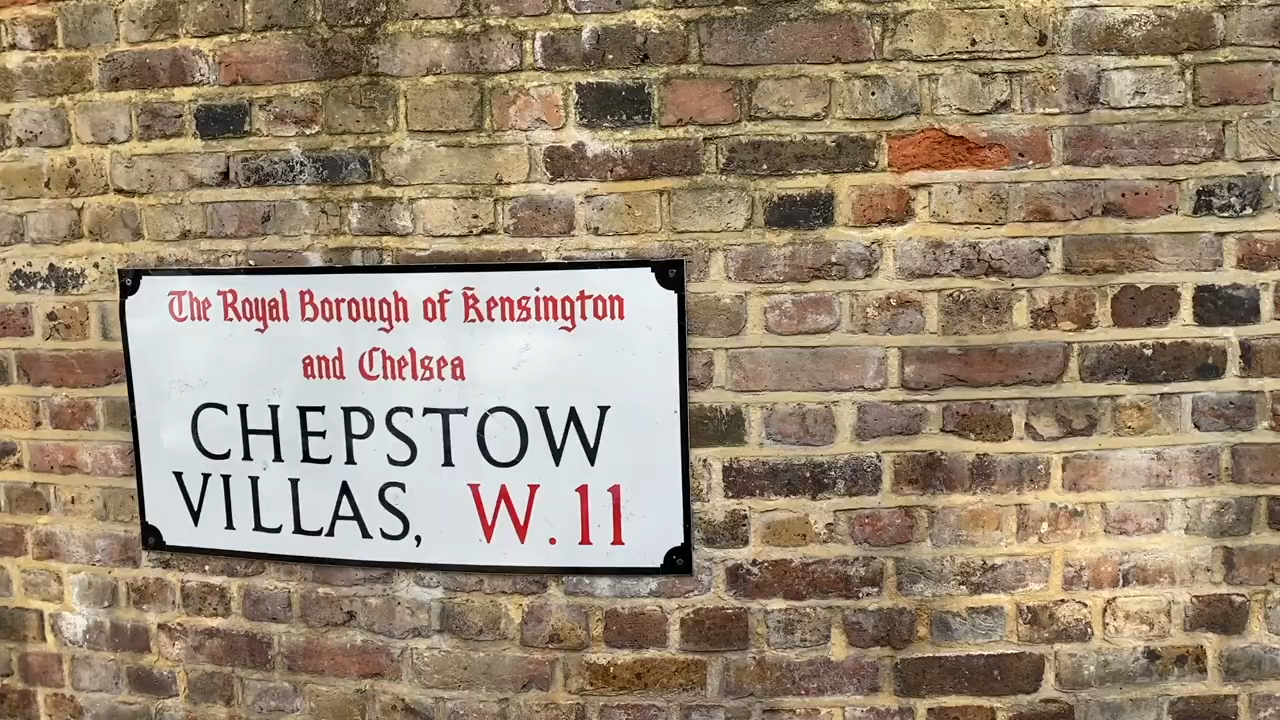 The Royal Borough of Kensington
and Chelsea
CHEPSTOW
VILLAS, W.11